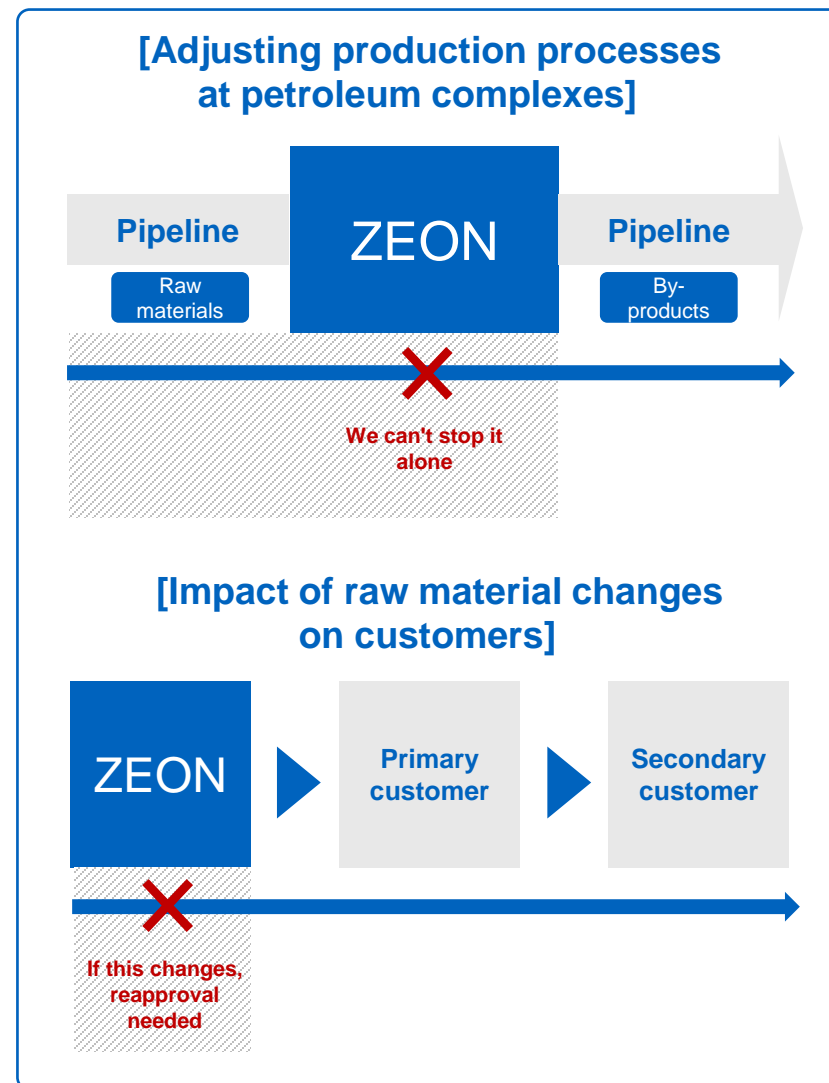 [Adjusting production processes
at petroleum complexes]
Pipeline
ZEON
Pipeline
Raw
materials
By-
products
We can't stop it
alone
[Impact of raw material changes
on customers]
ZEON
Primary
customer
Secondary
customer
If this changes,
reapproval
needed